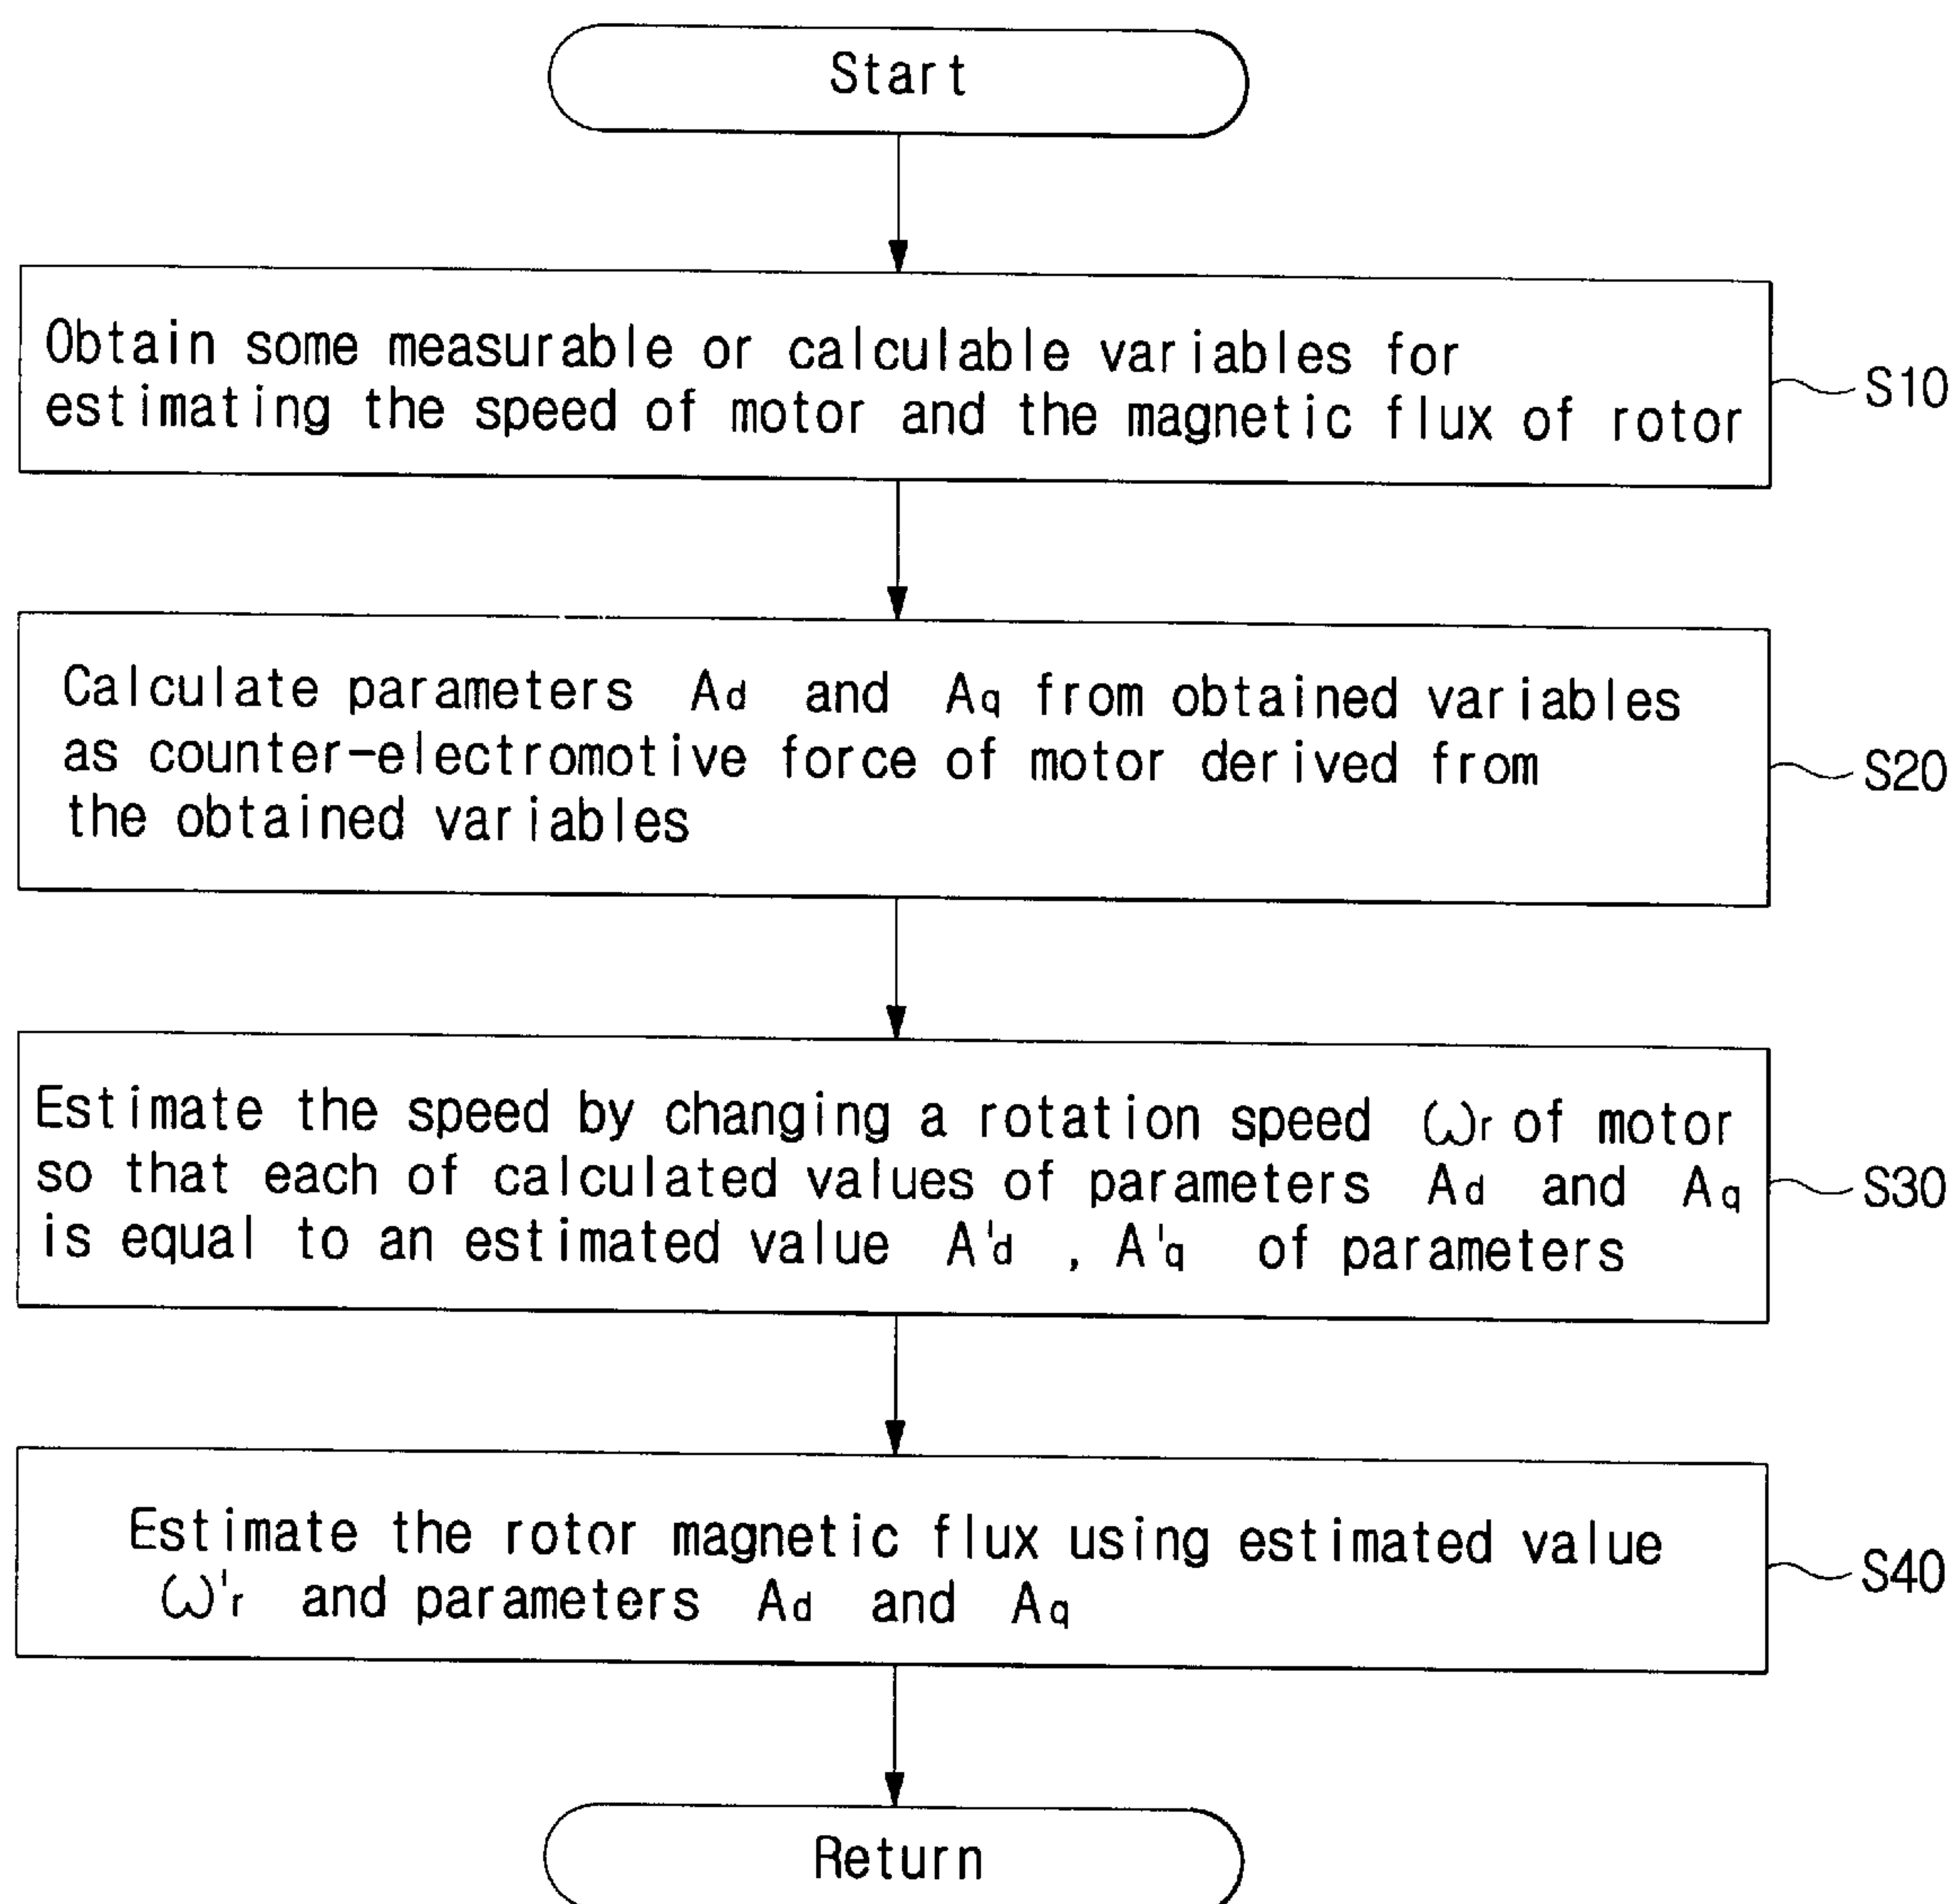 Start
Obtain some measurable or calculable variables for
estimating the speed of motor and the magnetic flux of rotor
S10
Calculate parameters Ad and Aq from obtained variables
as counter-electromotive force of motor derived from
the obtained variables
S20
Estimate the speed by changing a rotation speed ωr of motor
so that each of calculated values of parameters Ad and Aq
is equal to an estimated value A'd , A'q of parameters
S30
Estimate the rotor magnetic flux using estimated value
ω'r and parameters Ad and Aq
S40
Return